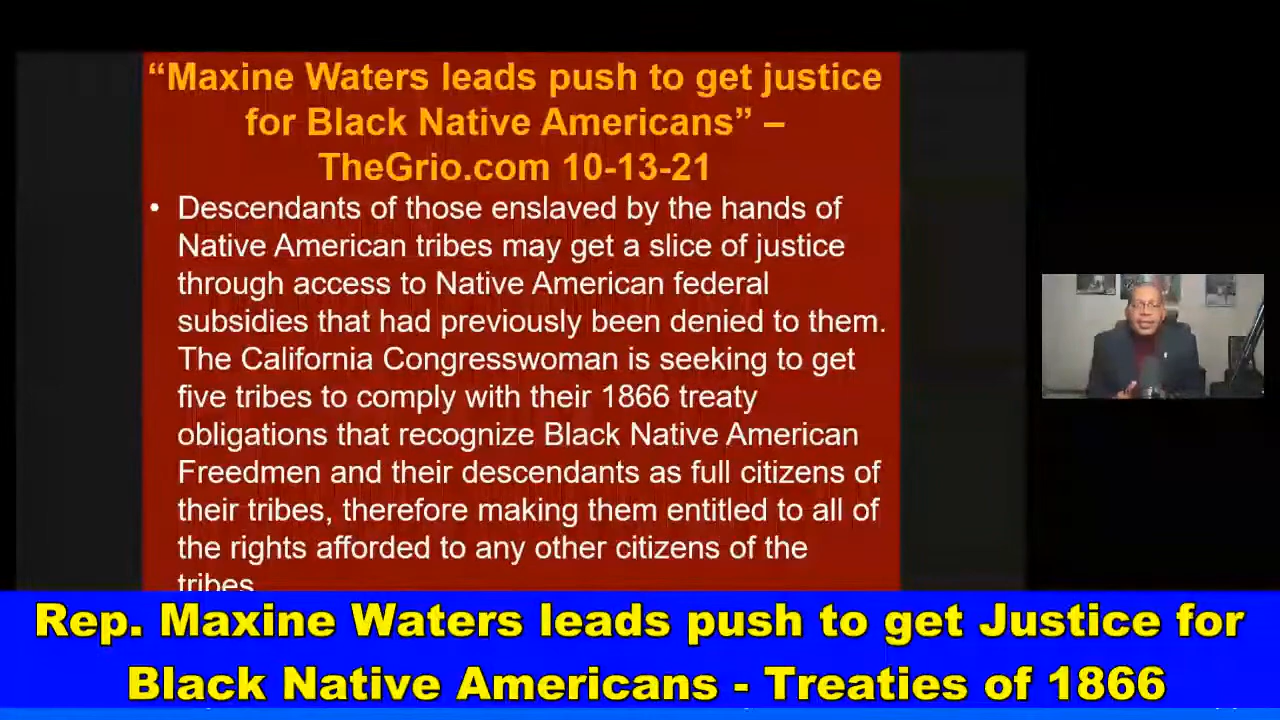 “Maxine Waters leads push to get justice
for Black Native Americans” –
TheGrio.com 10-13-21
• Descendants of those enslaved by the hands of
Native American tribes may get a slice of justice
through access to Native American federal
subsidies that had previously been denied to them.
The California Congresswoman is seeking to get
five tribes to comply with their 1866 treaty
obligations that recognize Black Native American
Freedmen and their descendants as full citizens of
their tribes, therefore making them entitled to all of
the rights afforded to any other citizens of the
tribes.
Rep. Maxine Waters leads push to get Justice for
Black Native Americans - Treaties of 1866